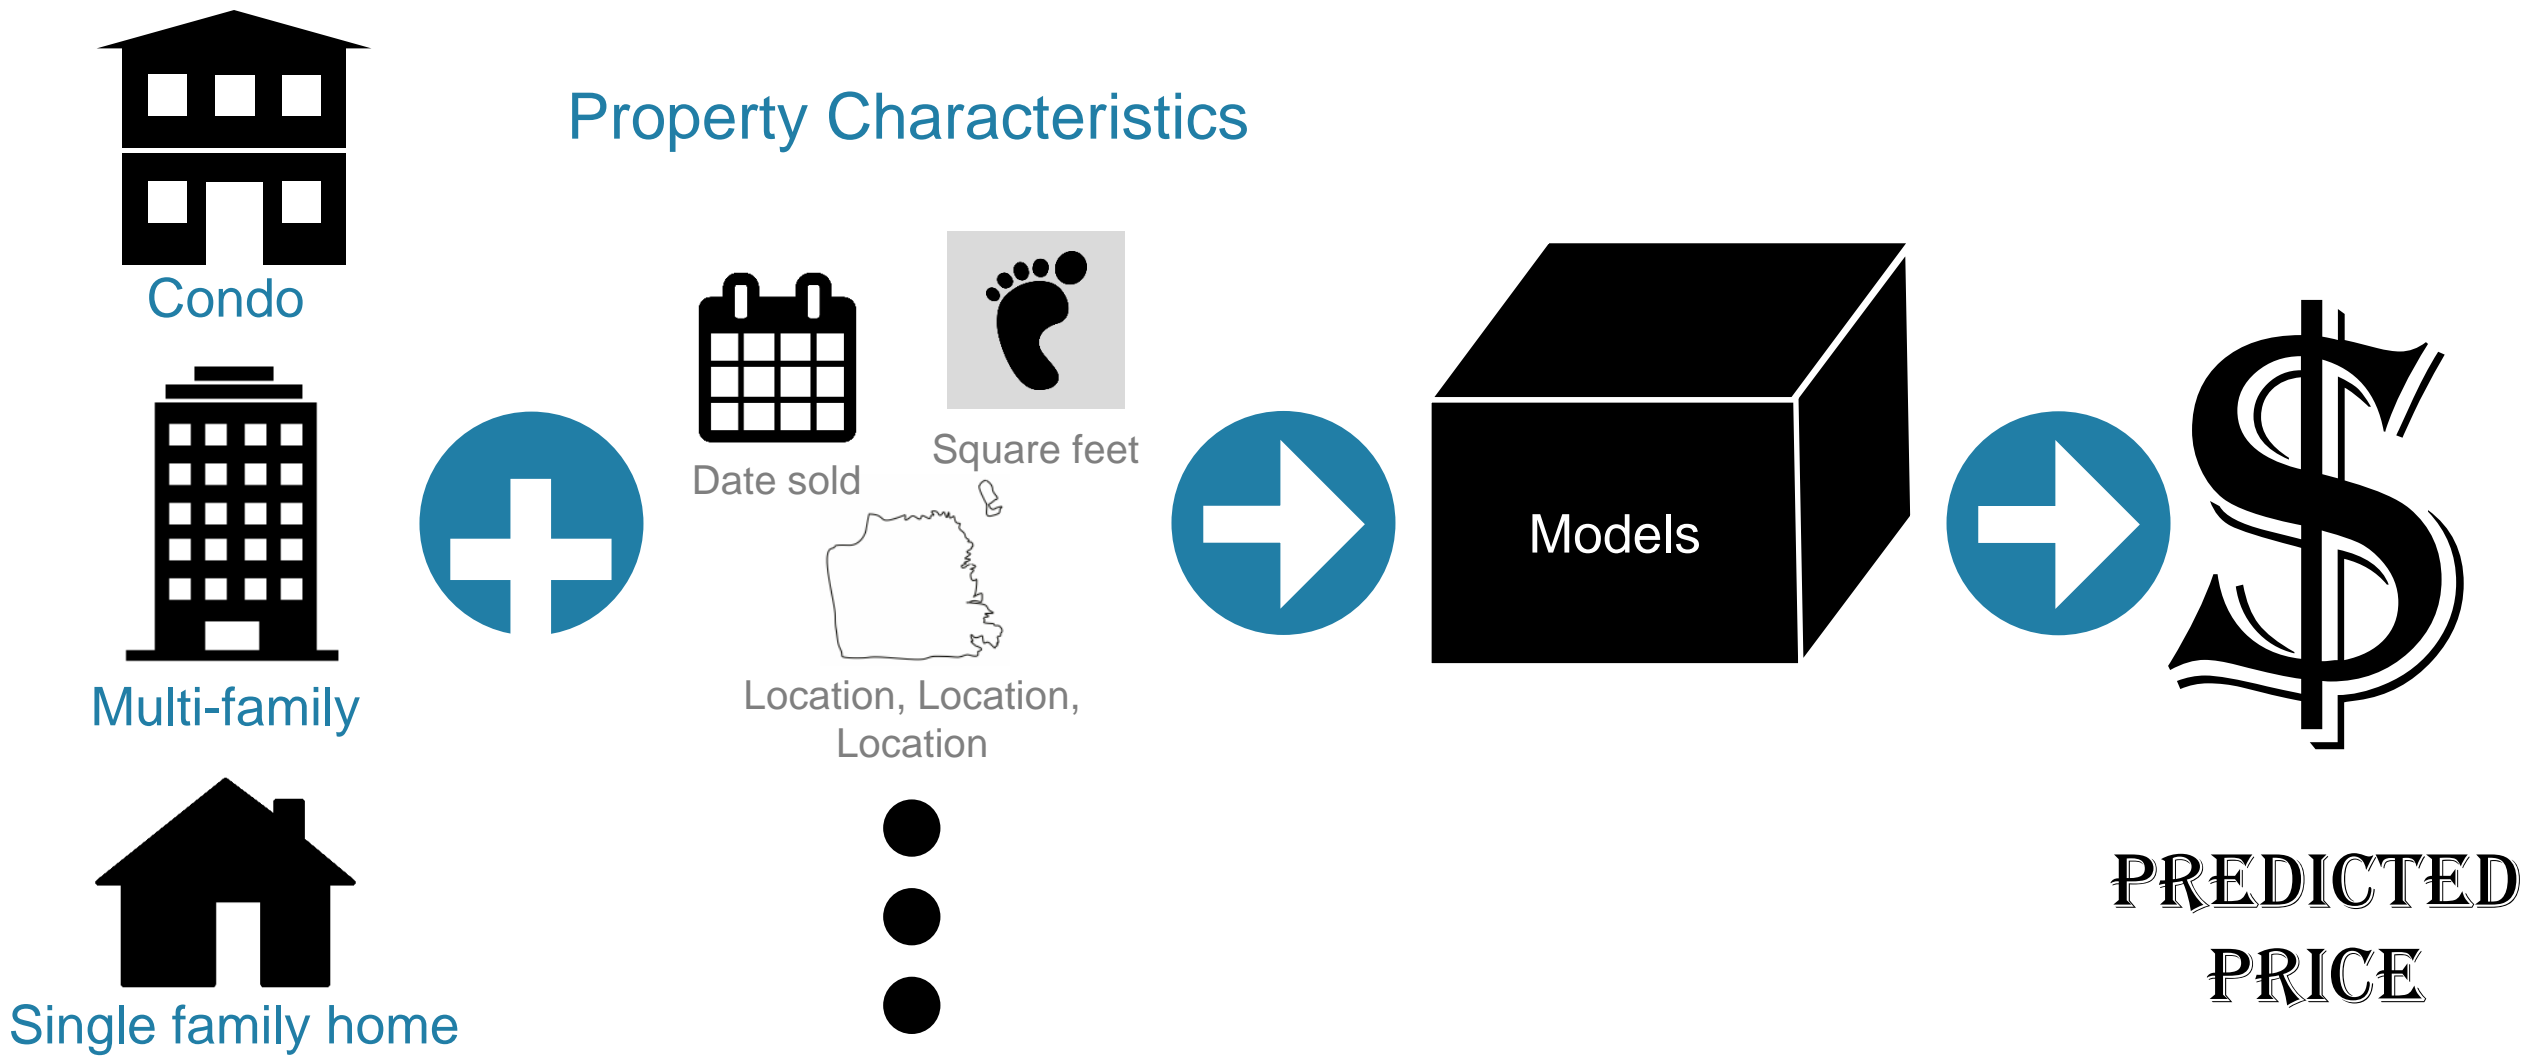 Property Characteristics
Condo
Multi-family
Single family home
Date sold
Square feet
Location, Location,
Location
Models
PREDICTED
PRICE